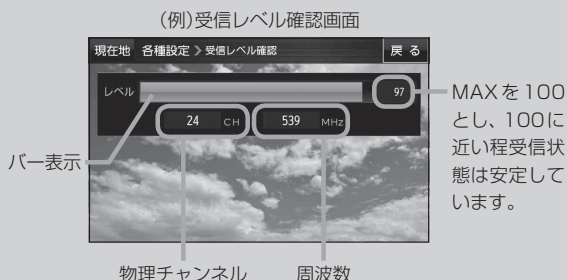 (例)受信レベル確認画面
現在地 各種設定 》受信レベル確認 戻 る
レベル 97
24 CH 539 MHz
バー表示
MAXを100
とし、100に
近い程受信状
態は安定して
います。
物理チャンネル 周波数